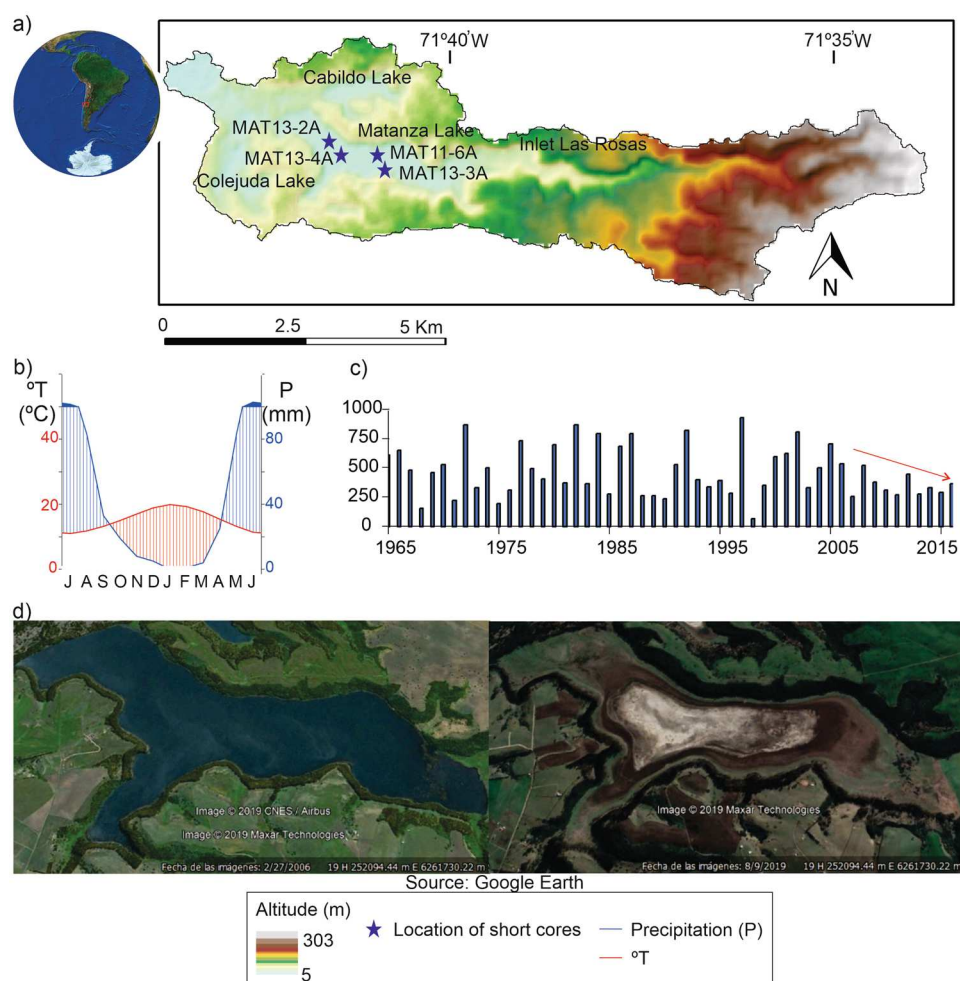 a)
71º40'W
71º35'W
Cabildo Lake
MAT13-2A
Matanza Lake
Inlet Las Rosas
MAT13-4A
MAT11-6A
Colejuda Lake
MAT13-3A
N
0 2.5 5 Km
b)
ºT
(ºC)
P
(mm)
40
80
20
40
0
0
J A S O N D J F M A M J
c)
1000
750
500
250
0
1965 1975 1985 1995 2005 2015
d)
Image © 2019 CNES / Airbus
Image © 2019 Maxar Technologies
Fecha de las imágenes: 2/27/2006 19 H 252094.44 m E 6261730.22 m
Image © 2019 Maxar Technologies
Fecha de las imágenes: 8/9/2019 19 H 252094.44 m E 6261730.22 m
Source: Google Earth
Altitude (m)
303
5
Location of short cores
Precipitation (P)
ºT